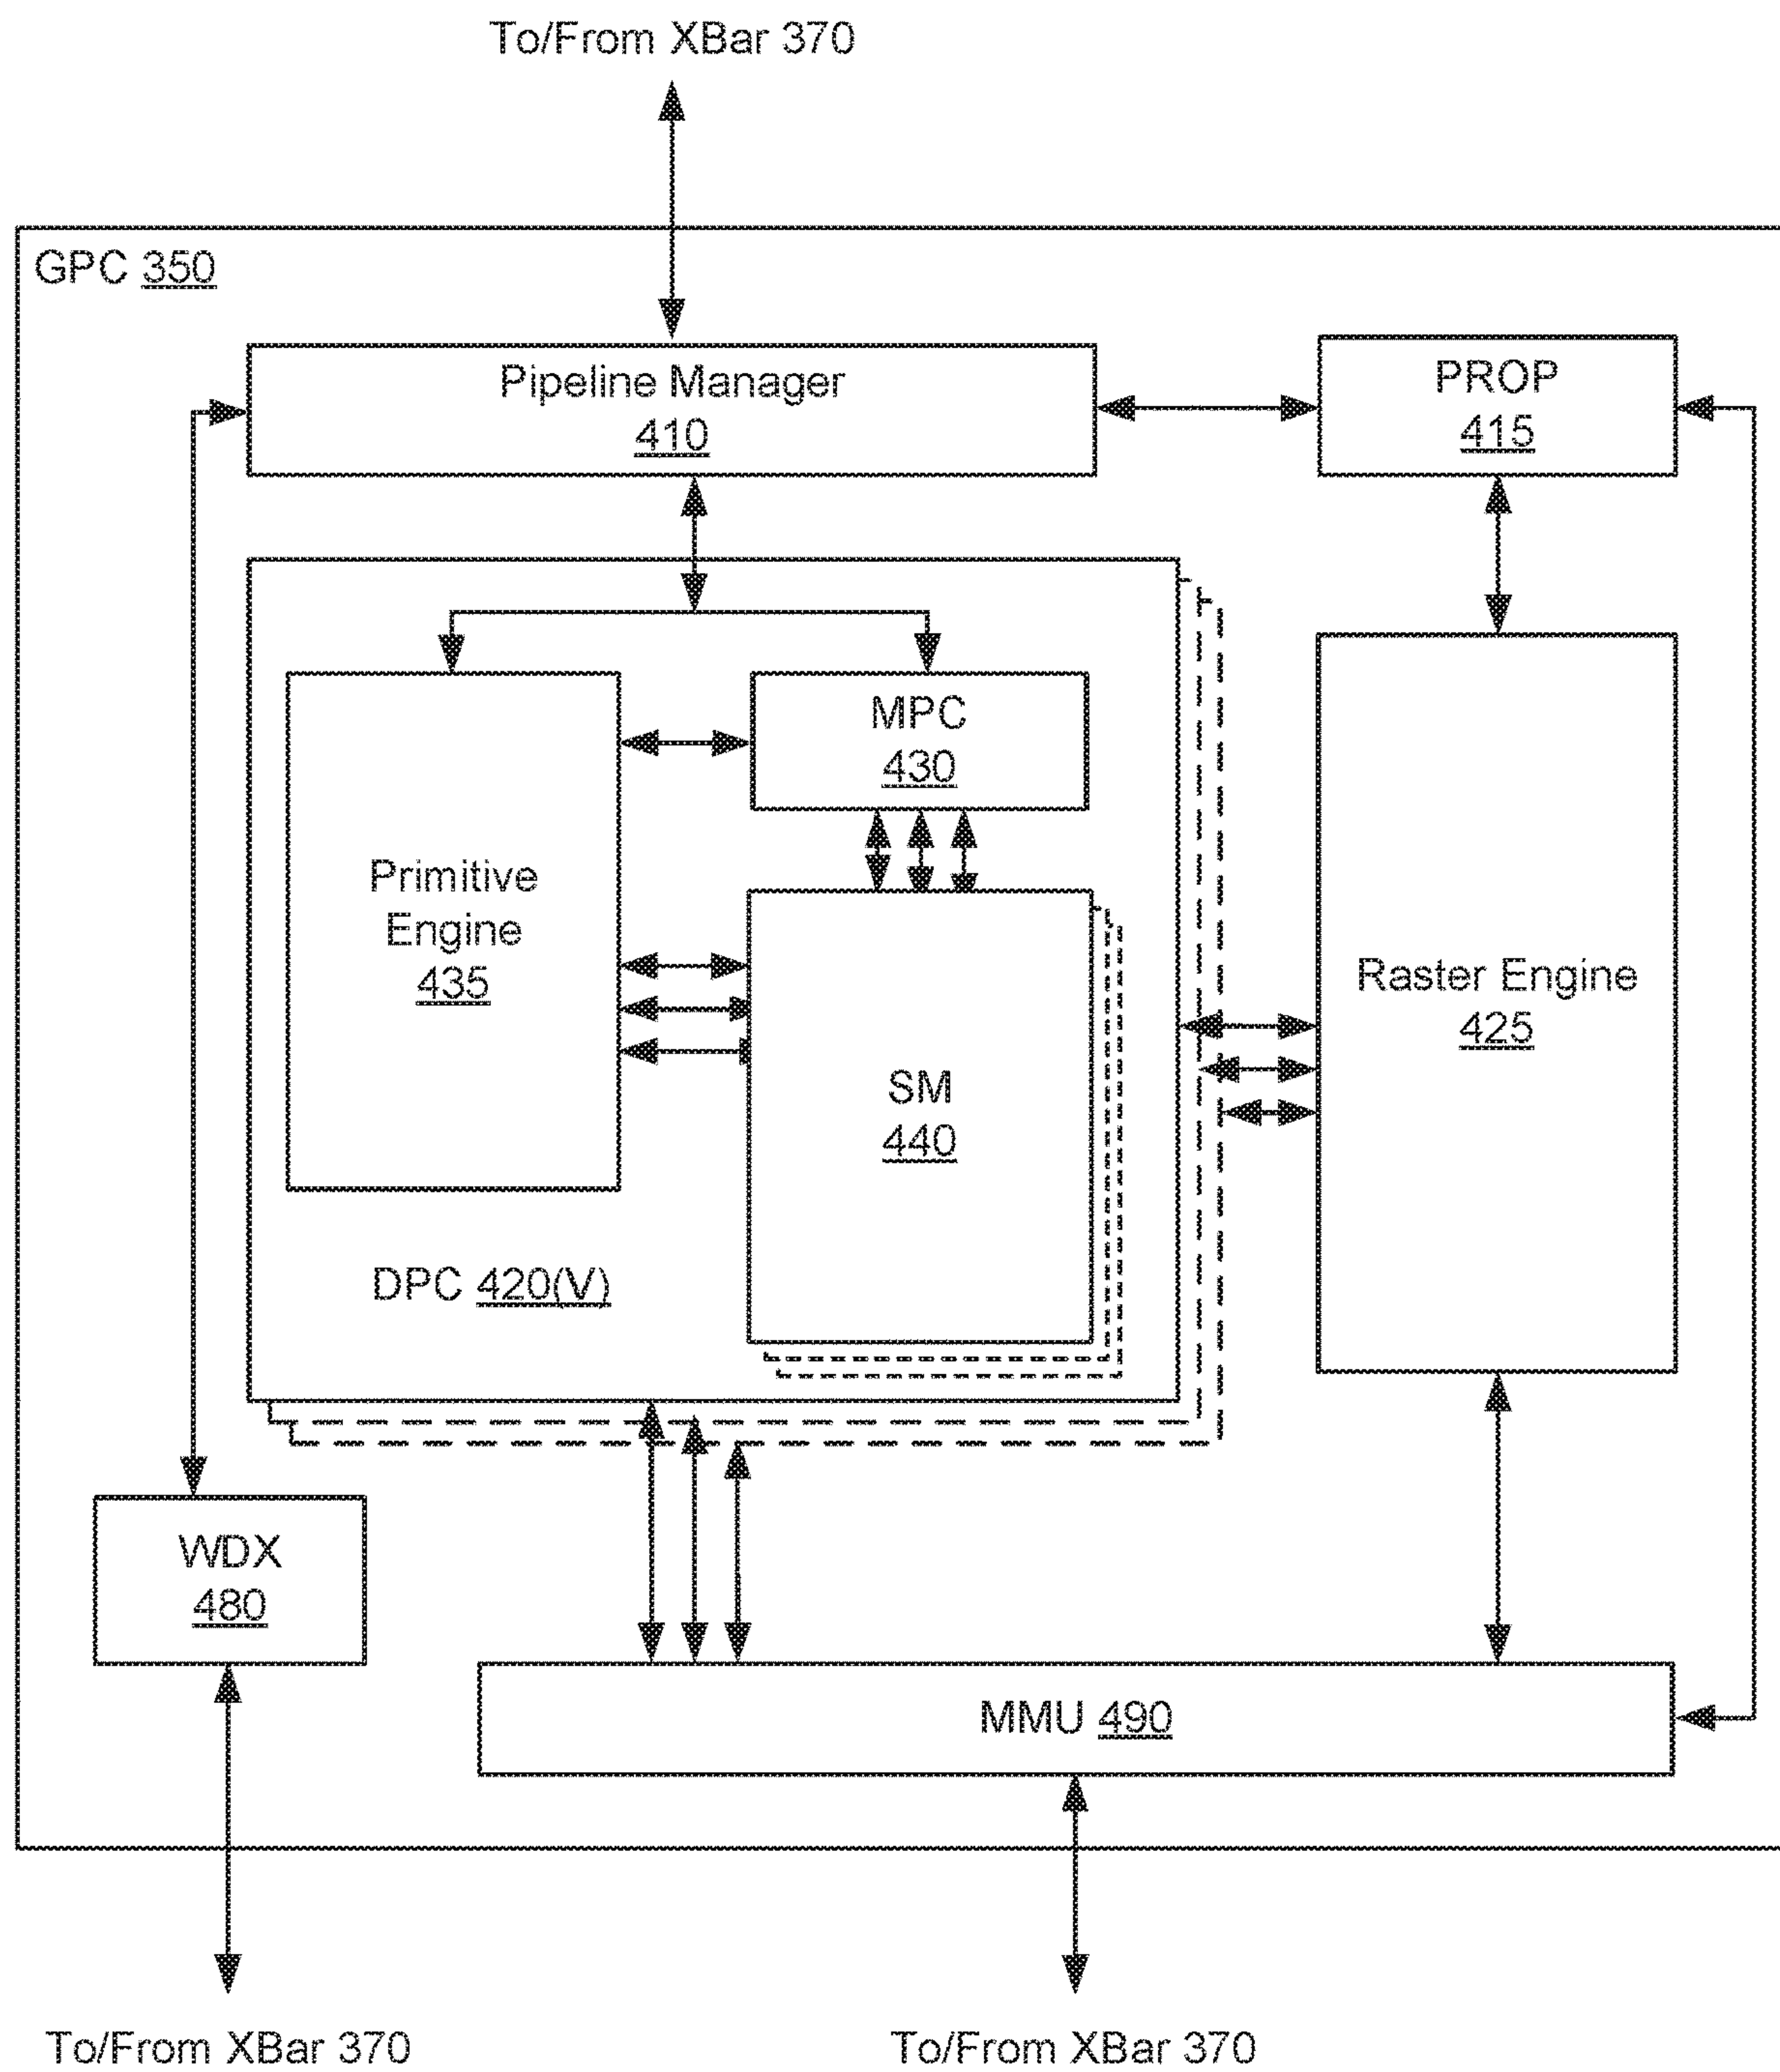 To/From XBar 370
GPC 350
Pipeline Manager
410
PROP
415
MPC
430
Primitive
Engine
435
Raster Engine
425
SM
440
DPC 420(V)
WDX
480
MMU 490
To/From XBar 370
To/From XBar 370